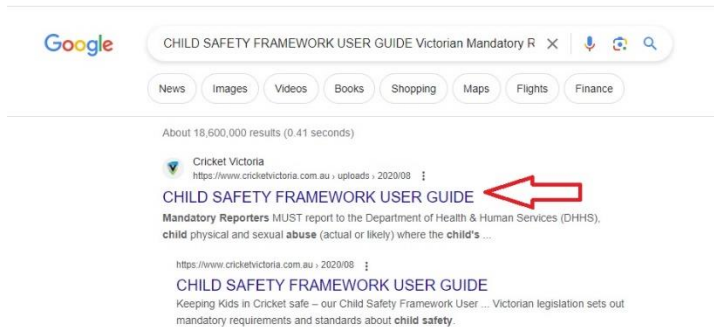 Google
CHILD SAFETY FRAMEWORK USER GUIDE Victorian Mandatory R
News Images Videos Books Shopping Maps Flights Finance
About 18,600,000 results (0.41 seconds)
Cricket Victoria
https://www.cricketvictoria.com.au › uploads › 2020/08
CHILD SAFETY FRAMEWORK USER GUIDE
Mandatory Reporters MUST report to the Department of Health & Human Services (DHHS),
child physical and sexual abuse (actual or likely) where the child's ...
https://www.cricketvictoria.com.au › 2020/08
CHILD SAFETY FRAMEWORK USER GUIDE
Keeping Kids in Cricket safe – our Child Safety Framework User ... Victorian legislation sets out
mandatory requirements and standards about child safety.